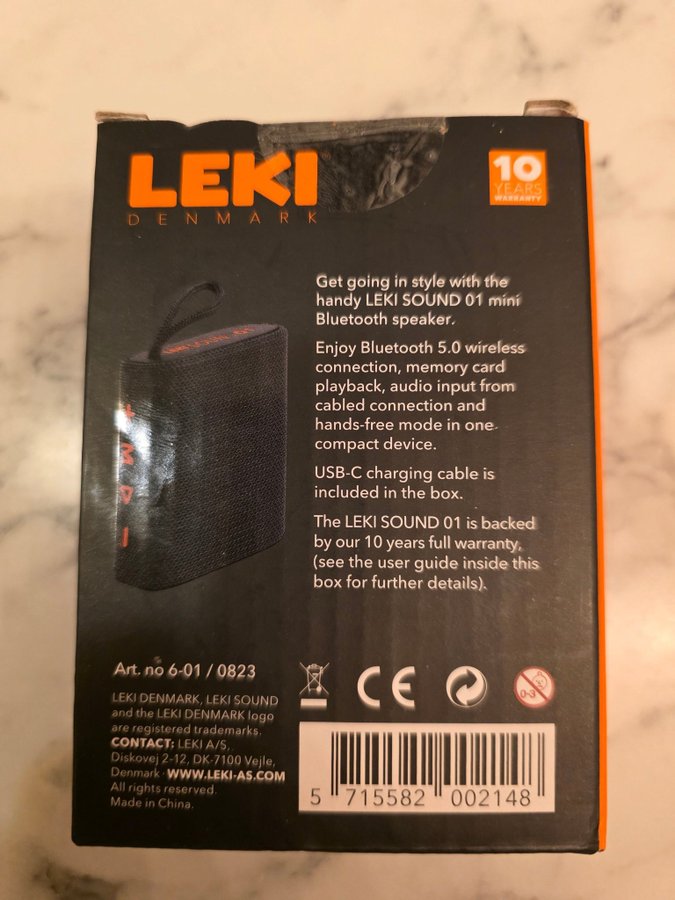 LEKI
DENMARK
10
YEARS
WARRANTY
Get going in style with the
handy LEKI SOUND 01 mini
Bluetooth speaker.
Enjoy Bluetooth 5.0 wireless
connection, memory card
playback, audio input from
cabled connection and
hands-free mode in one
compact device.
USB-C charging cable is
included in the box.
The LEKI SOUND 01 is backed
by our 10 years full warranty,
(see the user guide inside this
box for further details).
SOUND 01
Art. no 6-01 / 0823
CE
0-3
LEKI DENMARK, LEKI SOUND
and the LEKI DENMARK logo
are registered trademarks.
CONTACT: LEKI A/S,
Diskovej 2-12, DK-7100 Vejle,
Denmark · WWW.LEKI-AS.COM
All rights reserved.
Made in China.
5 715582 002148